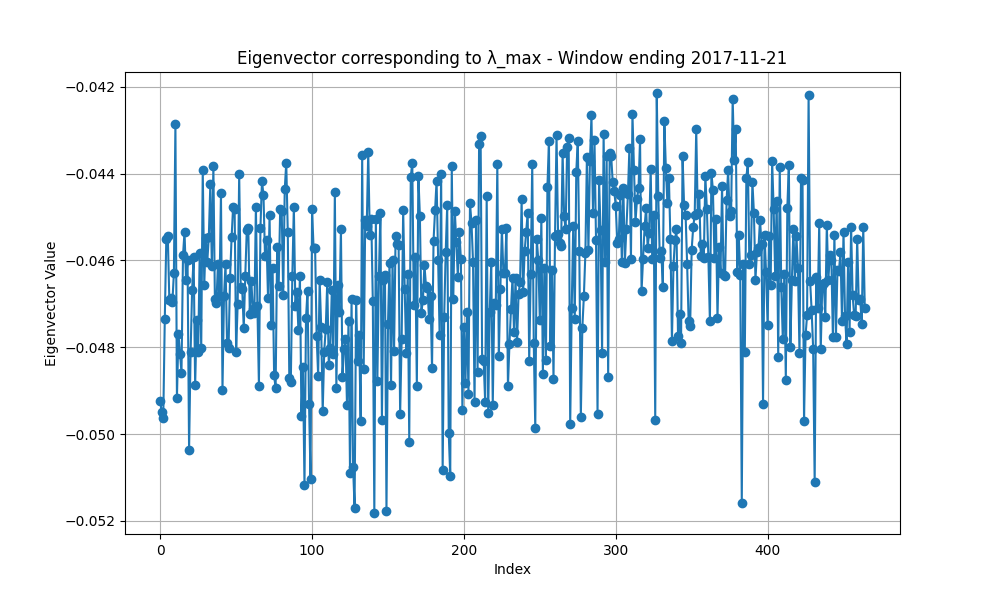 Eigenvector corresponding to λ_max - Window ending 2017-11-21
−0.042
−0.044
−0.046
−0.048
−0.050
−0.052
Eigenvector Value
0 100 200 300 400
Index